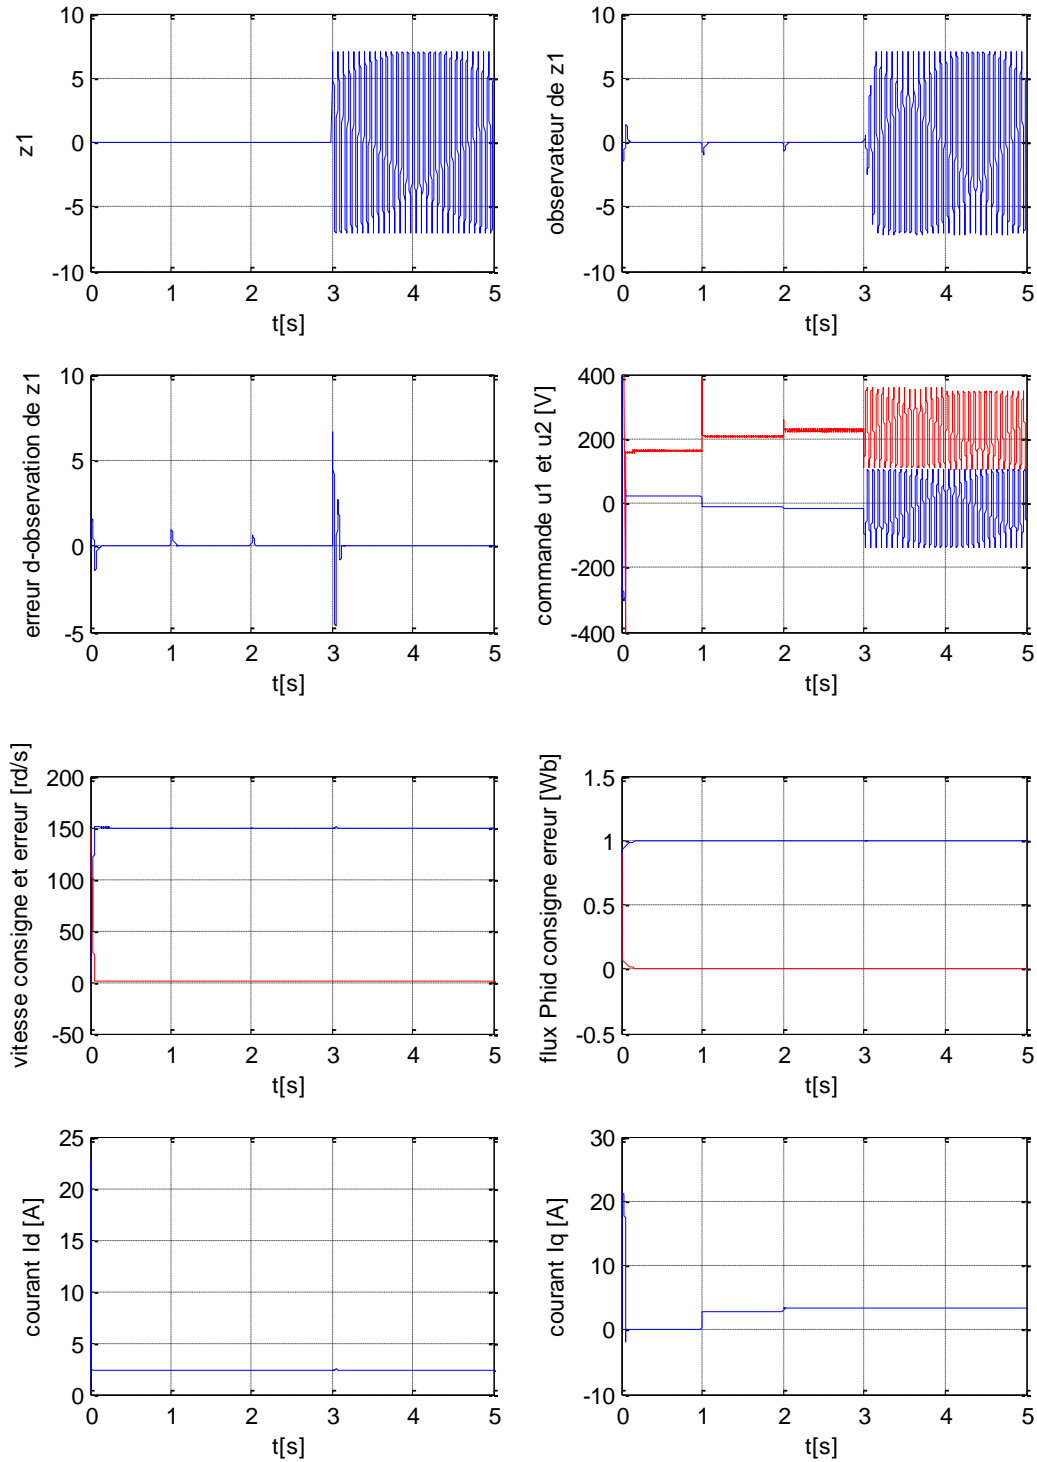 10
5
0
-5
-10
z1
0 1 2 3 4 5
t[s]
10
5
0
-5
-10
observateur de z1
0 1 2 3 4 5
t[s]
10
5
0
-5
erreur d-observation de z1
0 1 2 3 4 5
t[s]
400
200
0
-200
-400
commande u1 et u2 [V]
0 1 2 3 4 5
t[s]
200
150
100
50
0
-50
vitesse consigne et erreur [rd/s]
0 1 2 3 4 5
t[s]
1.5
1
0.5
0
-0.5
flux Phid consigne erreur [Wb]
0 1 2 3 4 5
t[s]
25
20
15
10
5
0
courant Id [A]
0 1 2 3 4 5
t[s]
30
20
10
0
-10
courant Iq [A]
0 1 2 3 4 5
t[s]